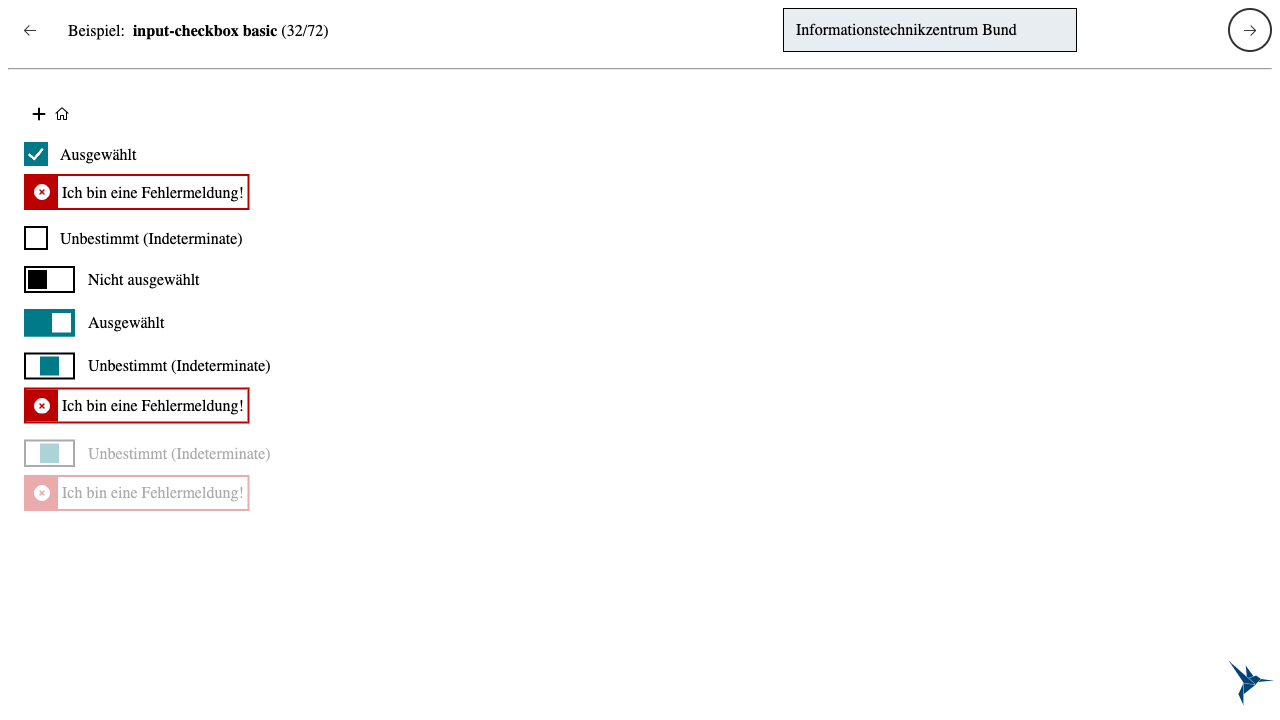 Beispiel: input-checkbox basic (32/72)
Informationstechnikzentrum Bund
Ausgewählt
Ich bin eine Fehlermeldung!
Unbestimmt (Indeterminate)
Nicht ausgewählt
Ausgewählt
Unbestimmt (Indeterminate)
Ich bin eine Fehlermeldung!
Unbestimmt (Indeterminate)
Ich bin eine Fehlermeldung!